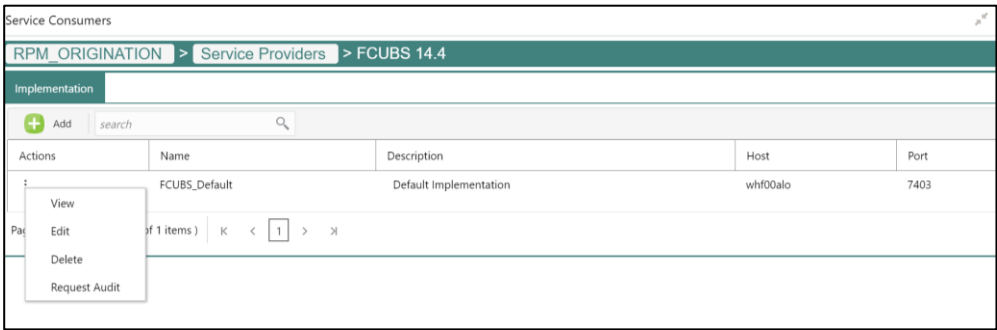 Service Consumers
RPM_ORIGINATION > Service Providers > FCUBS 14.4
Implementation
Add search
Actions Name Description Host Port
FCUBS_Default Default Implementation whf00alo 7403
View
Edit
Delete
Request Audit
of 1 items ) K < 1 > >|